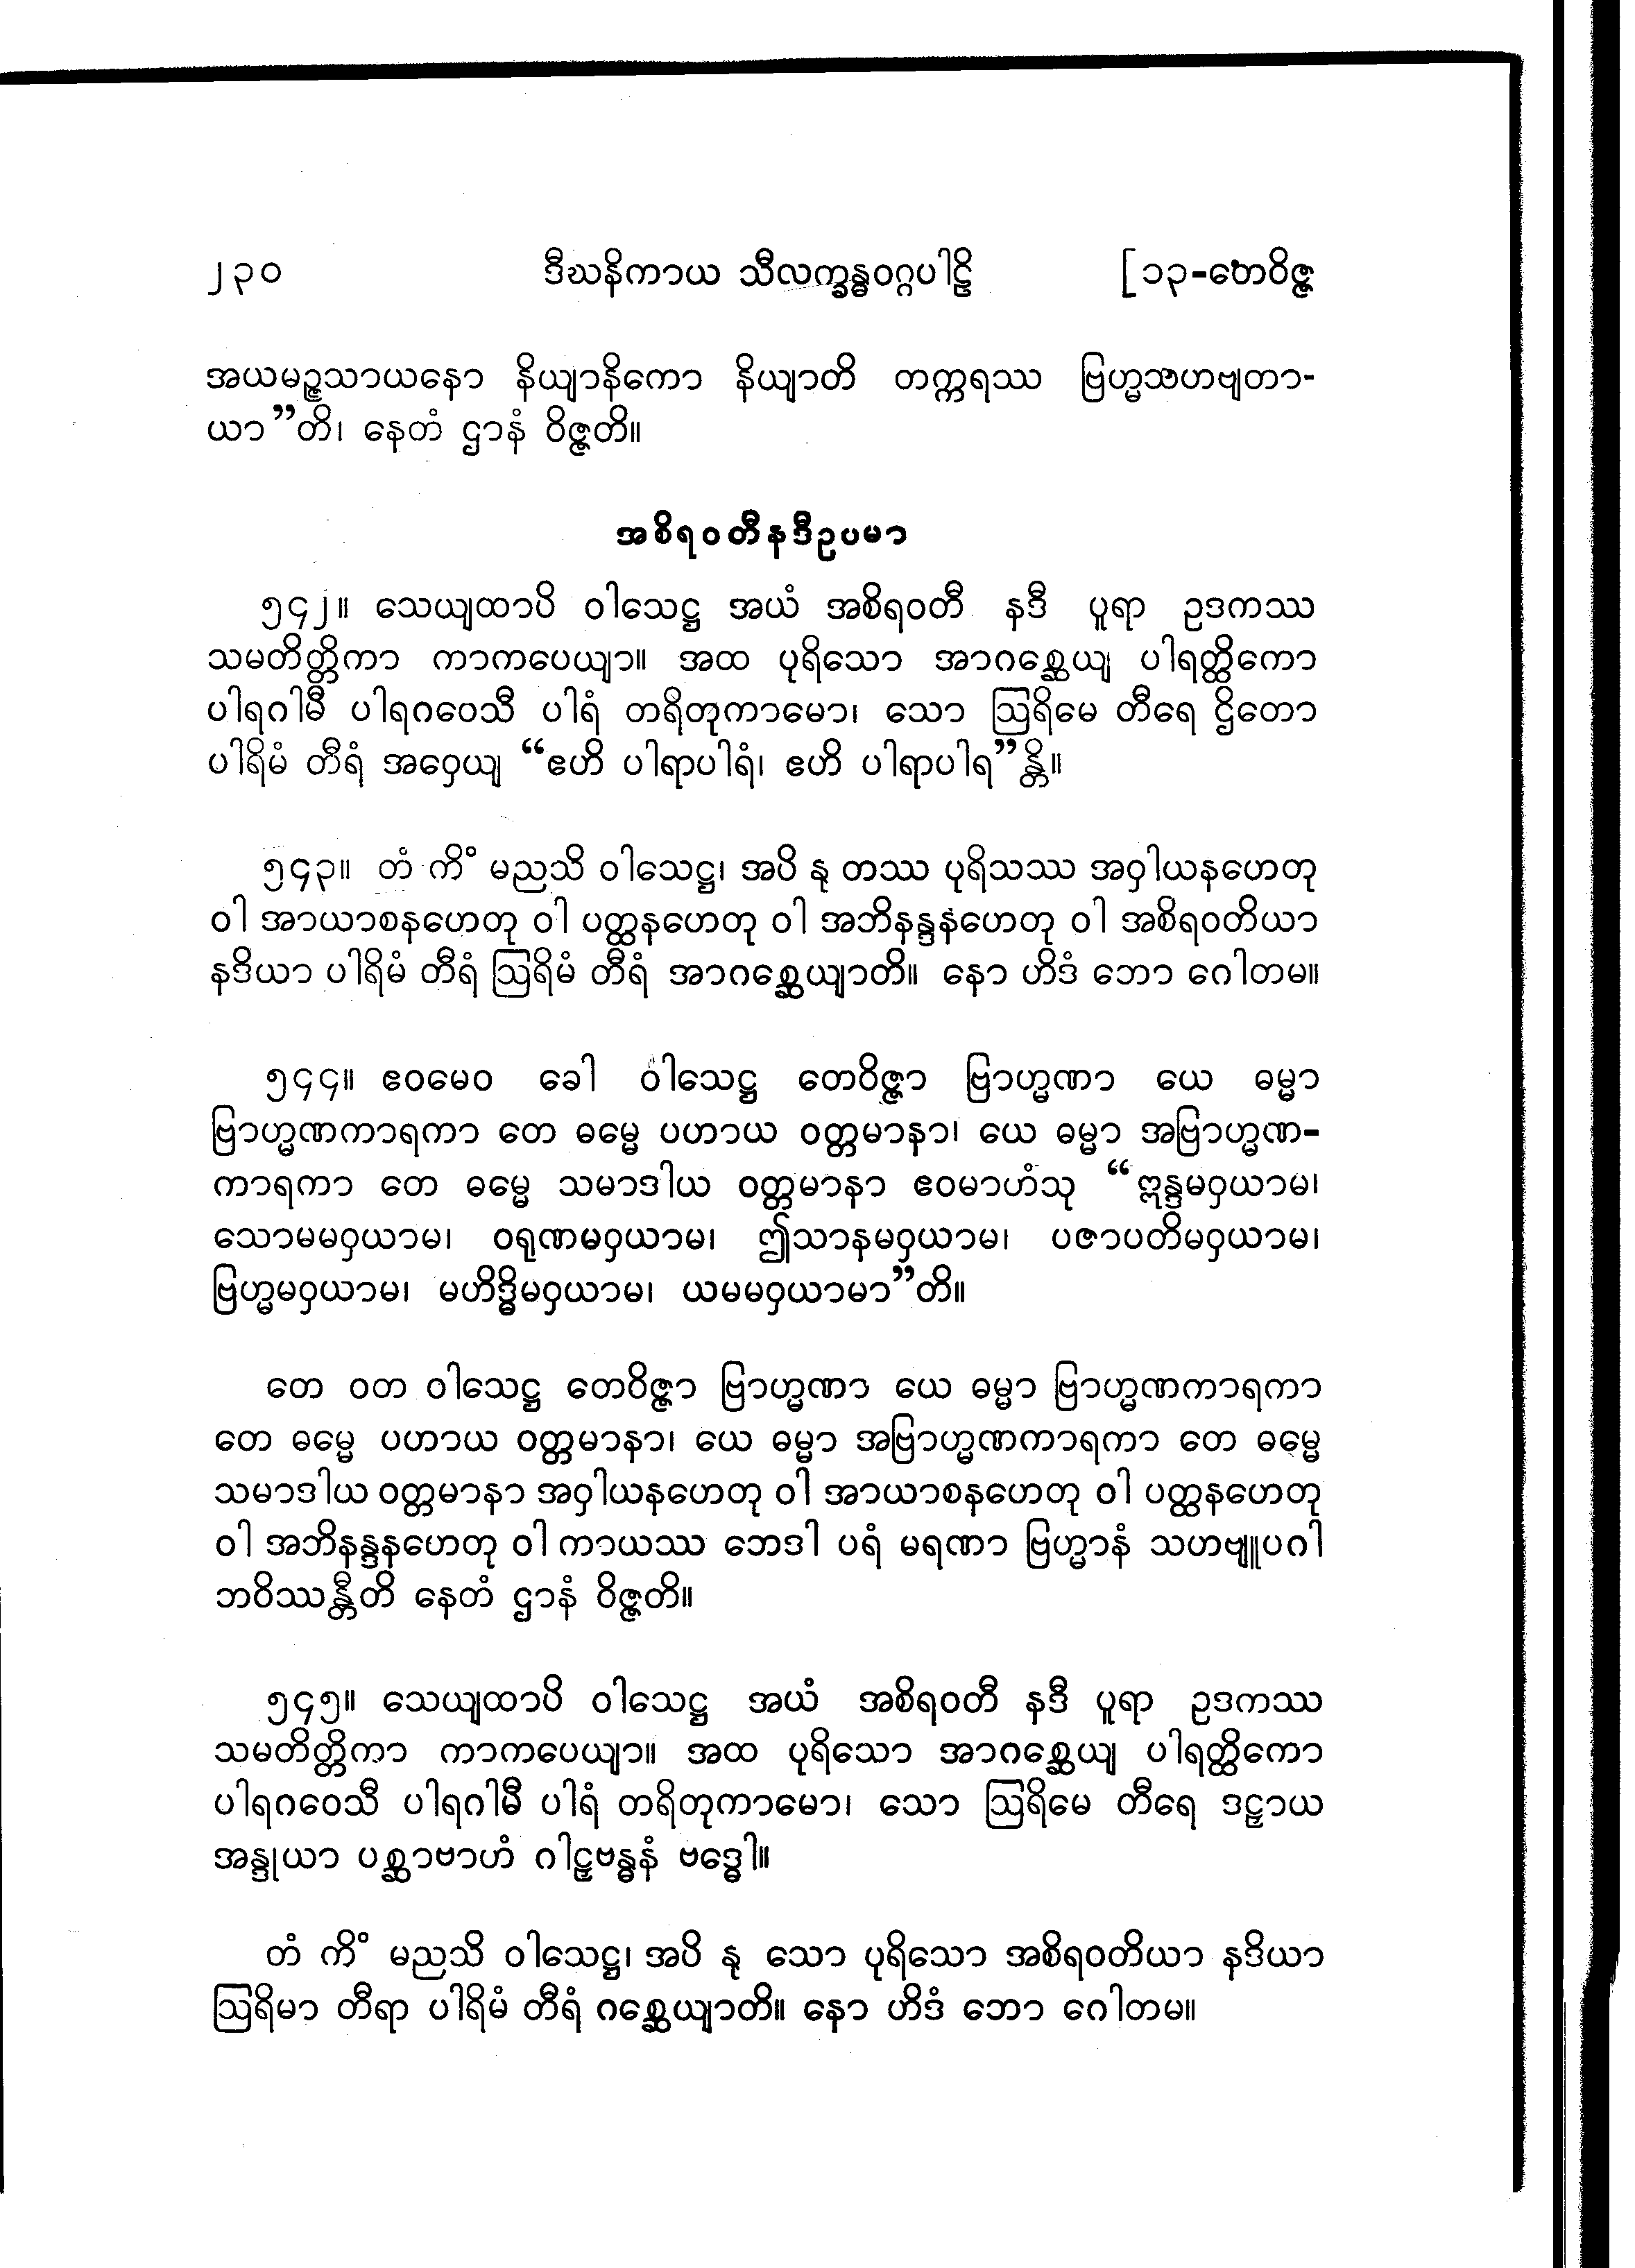 ၂၃၀ ဒီဃနိကာယ သီလက္ခန္ဓဝဂ္ဂပါဠိ [၁၃-တေဝိဇ္ဇ
အယမဉ္ဇသာယနော နိယျာနိကော နိယျာတိ တက္ကရဿ ဗြဟ္မသဟဗျတာ-
ယာ”တိ၊ နေတံ ဌာနံ ဝိဇ္ဇတိ။
အစိရဝတီနဒီဥပမာ
၅၄၂။ သေယျထာပိ ဝါသေဋ္ဌ အယံ အစိရဝတီ နဒီ ပူရာ ဥဒကဿ
သမတိတ္တိကာ ကာကပေယျာ။ အထ ပုရိသော အာဂစ္ဆေယျ ပါရတ္ထိကော
ပါရဂါမီ ပါရဂဝေသီ ပါရံ တရိတုကာမော၊ သော ဩရိမေ တီရေ ဌိတော
ပါရိမံ တီရံ အဝှေယျ “ဧဟိ ပါရာပါရံ၊ ဧဟိ ပါရာပါရ”န္တိ။
၅၄၃။ တံ ကိံ မညသိ ဝါသေဋ္ဌ၊ အပိ နု တဿ ပုရိသဿ အဝှါယနဟေတု
ဝါ အာယာစနဟေတု ဝါ ပတ္ထနဟေတု ဝါ အဘိနန္ဒနဟေတု ဝါ အစိရဝတိယာ
နဒိယာ ပါရိမံ တီရံ ဩရိမံ တီရံ အာဂစ္ဆေယျာတိ။ နော ဟိဒံ ဘော ဂေါတမ။
၅၄၄။ ဧဝမေဝ ခေါ ဝါသေဋ္ဌ တေဝိဇ္ဇာ ဗြာဟ္မဏာ ယေ ဓမ္မာ
ဗြာဟ္မဏကာရကာ တေ ဓမ္မေ ပဟာယ ဝတ္တမာနာ၊ ယေ ဓမ္မာ အဗြာဟ္မဏ-
ကာရကာ တေ ဓမ္မေ သမာဒါယ ဝတ္တမာနာ ဧဝမာဟံသု “ဣန္ဒမဝှယာမ၊
သောမမဝှယာမ၊ ဝရုဏမဝှယာမ၊ ဤသာနမဝှယာမ၊ ပဇာပတိမဝှယာမ၊
ဗြဟ္မမဝှယာမ၊ မဟိဒ္ဓိမဝှယာမ၊ ယမမဝှယာမာ”တိ။
တေ ဝတ ဝါသေဋ္ဌ တေဝိဇ္ဇာ ဗြာဟ္မဏာ ယေ ဓမ္မာ ဗြာဟ္မဏကာရကာ
တေ ဓမ္မေ ပဟာယ ဝတ္တမာနာ၊ ယေ ဓမ္မာ အဗြာဟ္မဏကာရကာ တေ ဓမ္မေ
သမာဒါယ ဝတ္တမာနာ အဝှါယနဟေတု ဝါ အာယာစနဟေတု ဝါ ပတ္ထနဟေတု
ဝါ အဘိနန္ဒနဟေတု ဝါ ကာယဿ ဘေဒါ ပရံ မရဏာ ဗြဟ္မာနံ သဟဗျူပဂါ
ဘဝိဿန္တီတိ နေတံ ဌာနံ ဝိဇ္ဇတိ။
၅၄၅။ သေယျထာပိ ဝါသေဋ္ဌ အယံ အစိရဝတီ နဒီ ပူရာ ဥဒကဿ
သမတိတ္တိကာ ကာကပေယျာ။ အထ ပုရိသော အာဂစ္ဆေယျ ပါရတ္ထိကော
ပါရဂဝေသီ ပါရဂါမီ ပါရံ တရိတုကာမော၊ သော ဩရိမေ တီရေ ဒဠှာယ
အန္ဒုယာ ပစ္ဆာဗာဟံ ဂါဠှဗန္ဓနံ ဗဒ္ဓေါ။
တံ ကိံ မညသိ ဝါသေဋ္ဌ၊ အပိ နု သော ပုရိသော အစိရဝတိယာ နဒိယာ
ဩရိမာ တီရာ ပါရိမံ တီရံ ဂစ္ဆေယျာတိ။ နော ဟိဒံ ဘော ဂေါတမ။